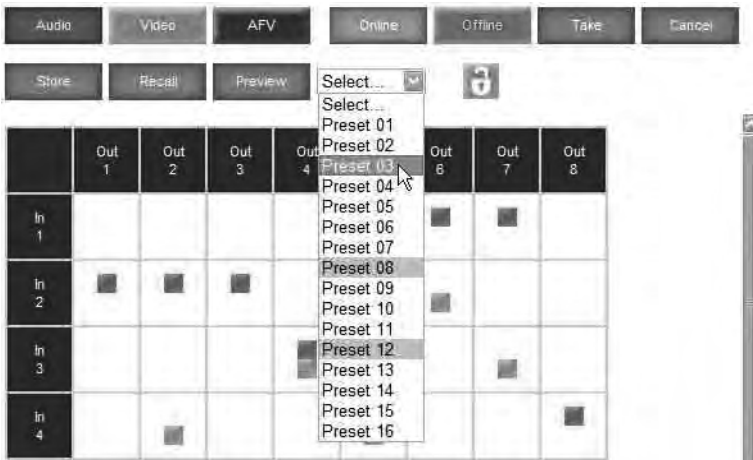 Audio Video AFV Online Offline Take Cancel
Store Recall Preview Select...
Select...
Preset 01
Preset 02
Preset 03
Preset 04
Preset 05
Preset 06
Preset 07
Preset 08
Preset 09
Preset 10
Preset 11
Preset 12
Preset 13
Preset 14
Preset 15
Preset 16
Out 1
Out 2
Out 3
Out 4
Out 6
Out 7
Out 8
In 1
In 2
In 3
In 4